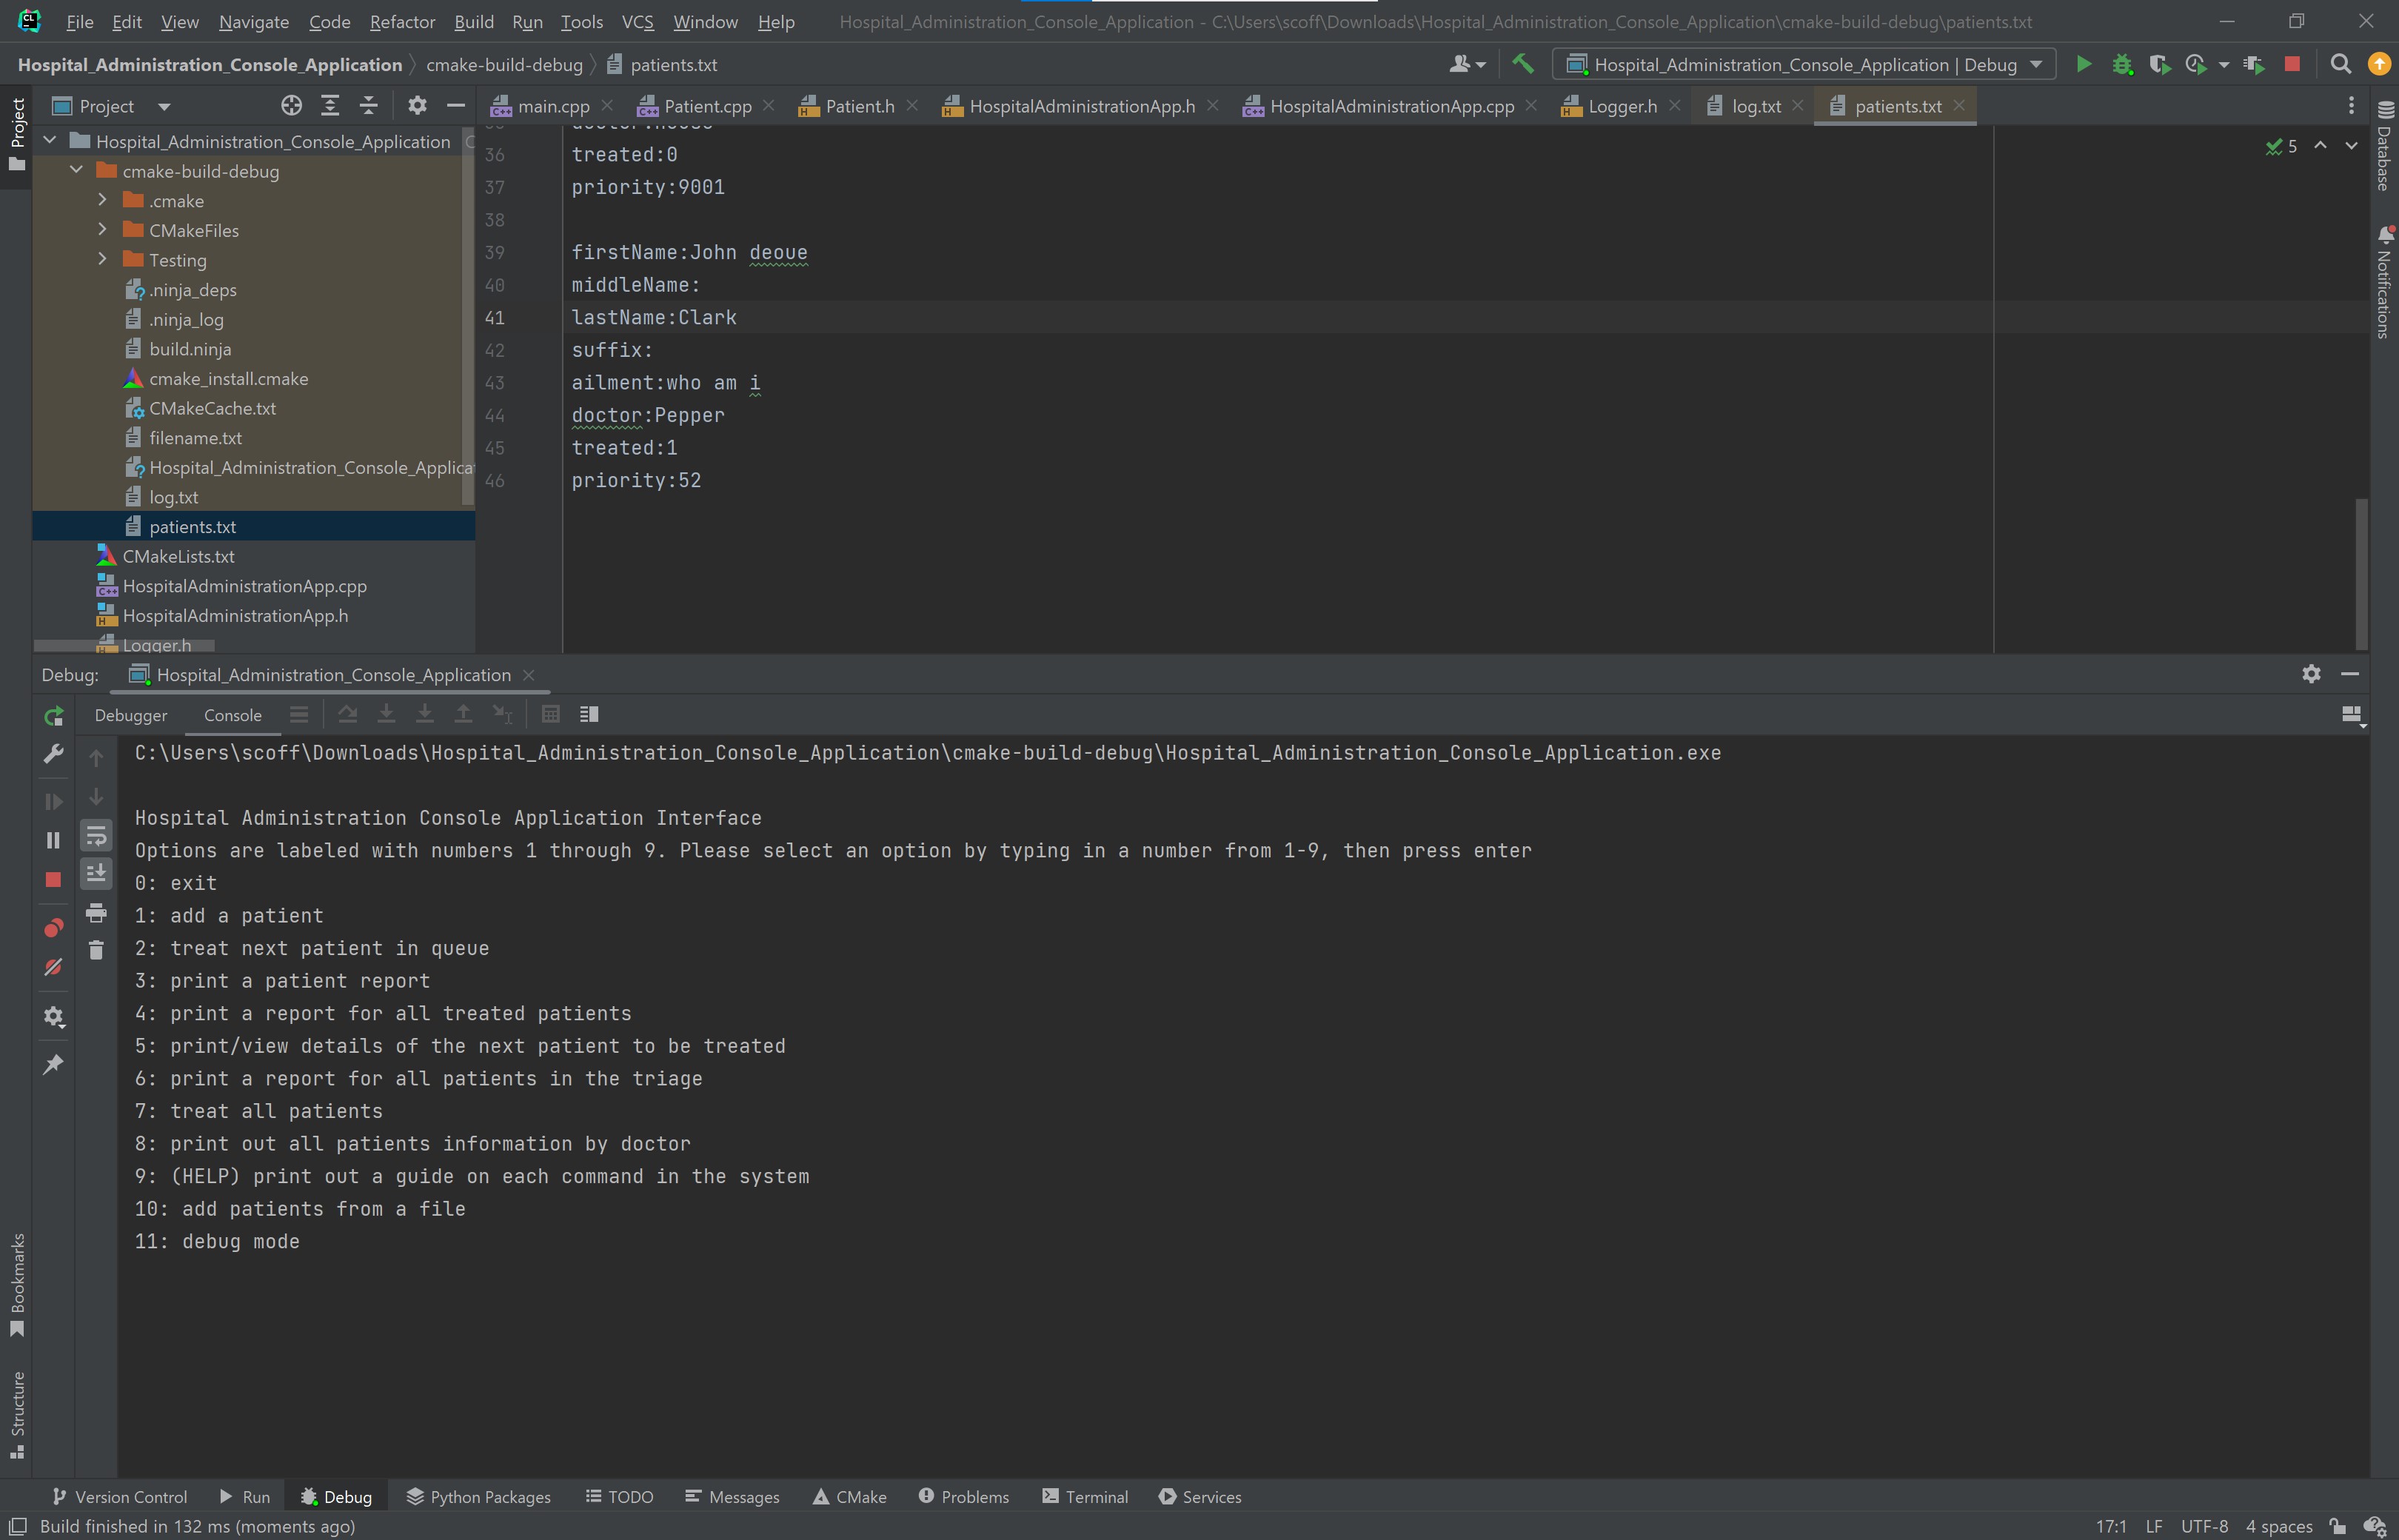 CL File Edit View Navigate Code Refactor Build Run Tools VCS Window Help Hospital_Administration_Console_Application - C:\Users\scoff\Downloads\Hospital_Administration_Console_Application\cmake-build-debug\patients.txt
Hospital_Administration_Console_Application cmake-build-debug patients.txt Hospital_Administration_Console_Application | Debug
Project
Project
main.cpp Patient.cpp Patient.h HospitalAdministrationApp.h HospitalAdministrationApp.cpp Logger.h log.txt patients.txt
Hospital_Administration_Console_Application
cmake-build-debug
.cmake
CMakeFiles
Testing
.ninja_deps
.ninja_log
build.ninja
cmake_install.cmake
CMakeCache.txt
filename.txt
Hospital_Administration_Console_Applica
log.txt
patients.txt
CMakeLists.txt
HospitalAdministrationApp.cpp
HospitalAdministrationApp.h
Logger.h
36 treated:0
37 priority:9001
38
39 firstName:John deoue
40 middleName:
41 lastName:Clark
42 suffix:
43 ailment:who am i
44 doctor:Pepper
45 treated:1
46 priority:52
5
Database
Notifications
Debug: Hospital_Administration_Console_Application
Debugger Console
C:\Users\scoff\Downloads\Hospital_Administration_Console_Application\cmake-build-debug\Hospital_Administration_Console_Application.exe
Hospital Administration Console Application Interface
Options are labeled with numbers 1 through 9. Please select an option by typing in a number from 1-9, then press enter
0: exit
1: add a patient
2: treat next patient in queue
3: print a patient report
4: print a report for all treated patients
5: print/view details of the next patient to be treated
6: print a report for all patients in the triage
7: treat all patients
8: print out all patients information by doctor
9: (HELP) print out a guide on each command in the system
10: add patients from a file
11: debug mode
Bookmarks
Structure
Version Control Run Debug Python Packages TODO Messages CMake Problems Terminal Services
Build finished in 132 ms (moments ago)
17:1 LF UTF-8 4 spaces